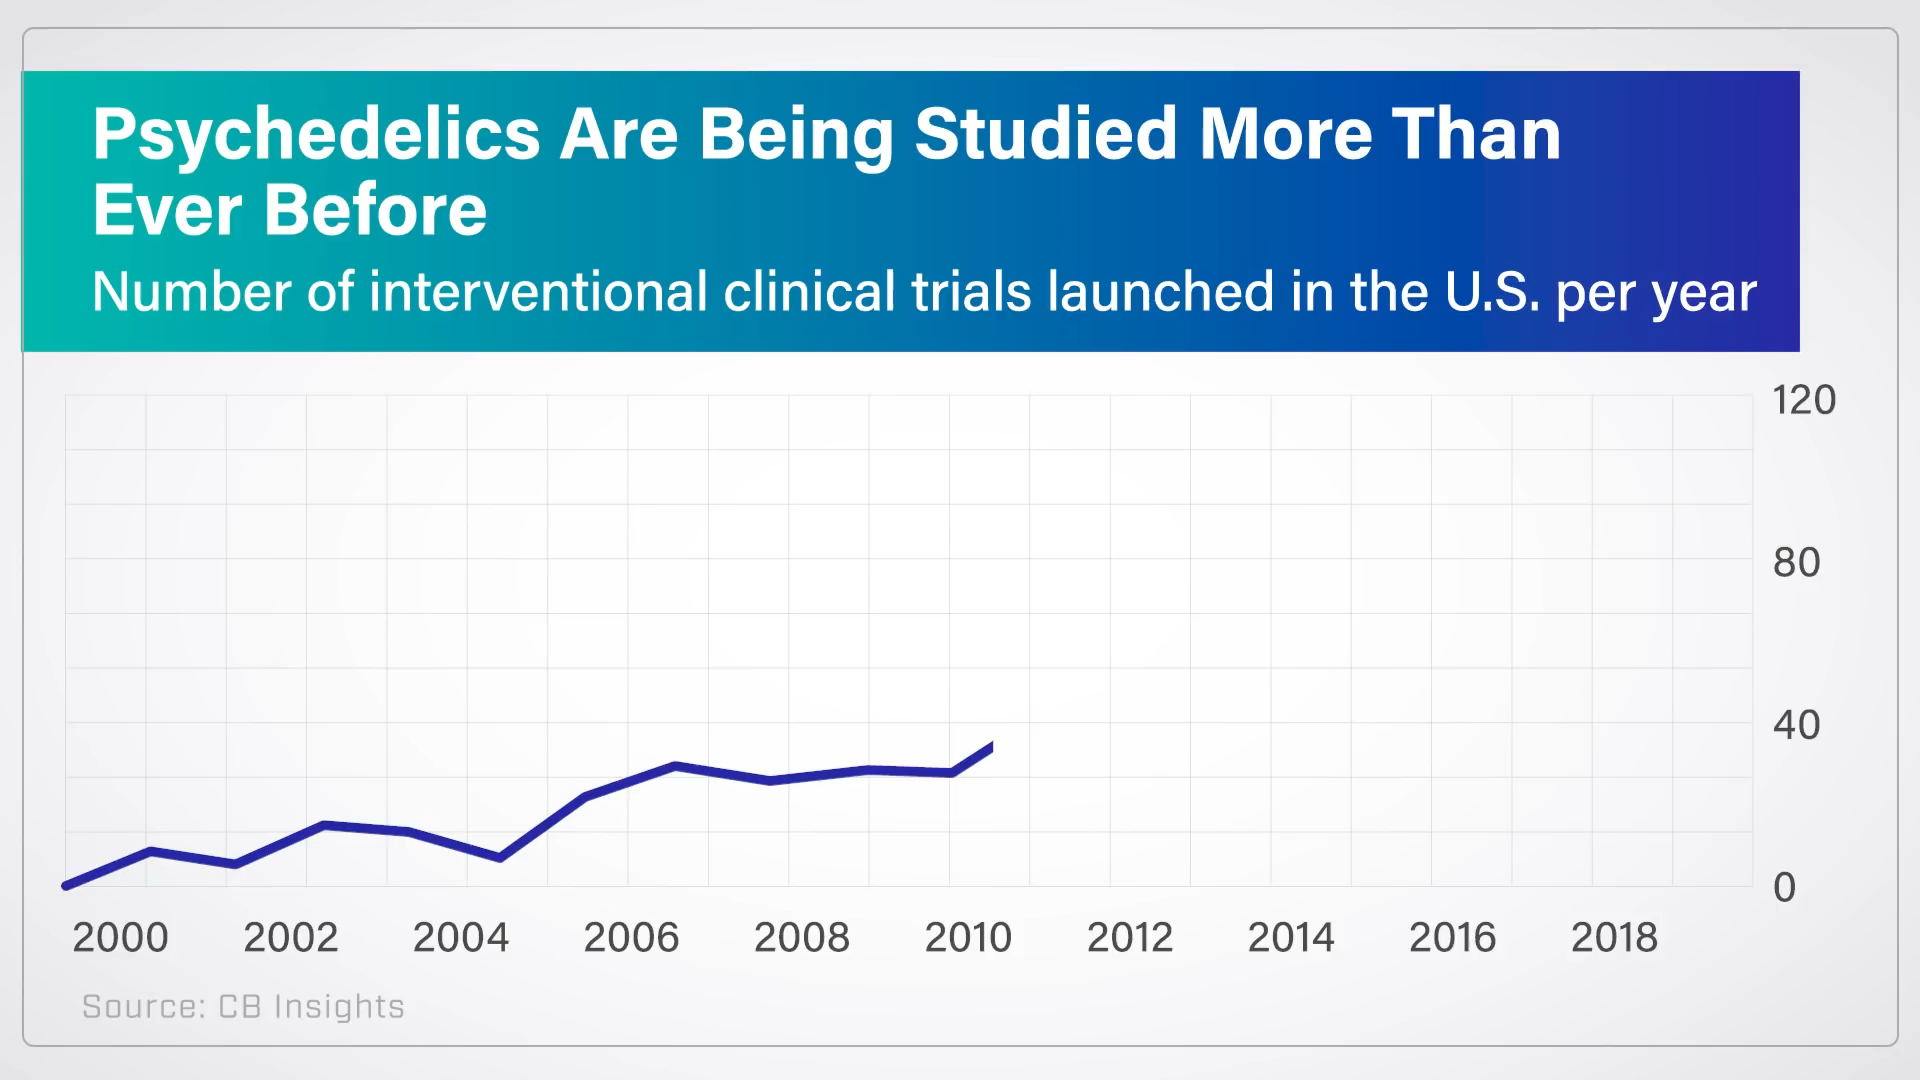 Psychedelics Are Being Studied More Than
Ever Before
Number of interventional clinical trials launched in the U.S. per year
120
80
40
0
2000 2002 2004 2006 2008 2010 2012 2014 2016 2018
Source: CB Insights